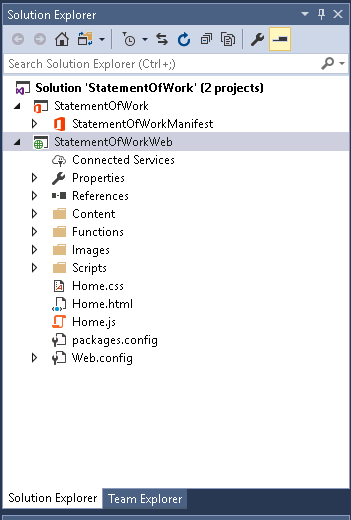 Solution Explorer
Search Solution Explorer (Ctrl+;)
Solution 'StatementOfWork' (2 projects)
StatementOfWork
StatementOfWorkManifest
StatementOfWorkWeb
Connected Services
Properties
References
Content
Functions
Images
Scripts
Home.css
Home.html
Home.js
packages.config
Web.config
Solution Explorer Team Explorer